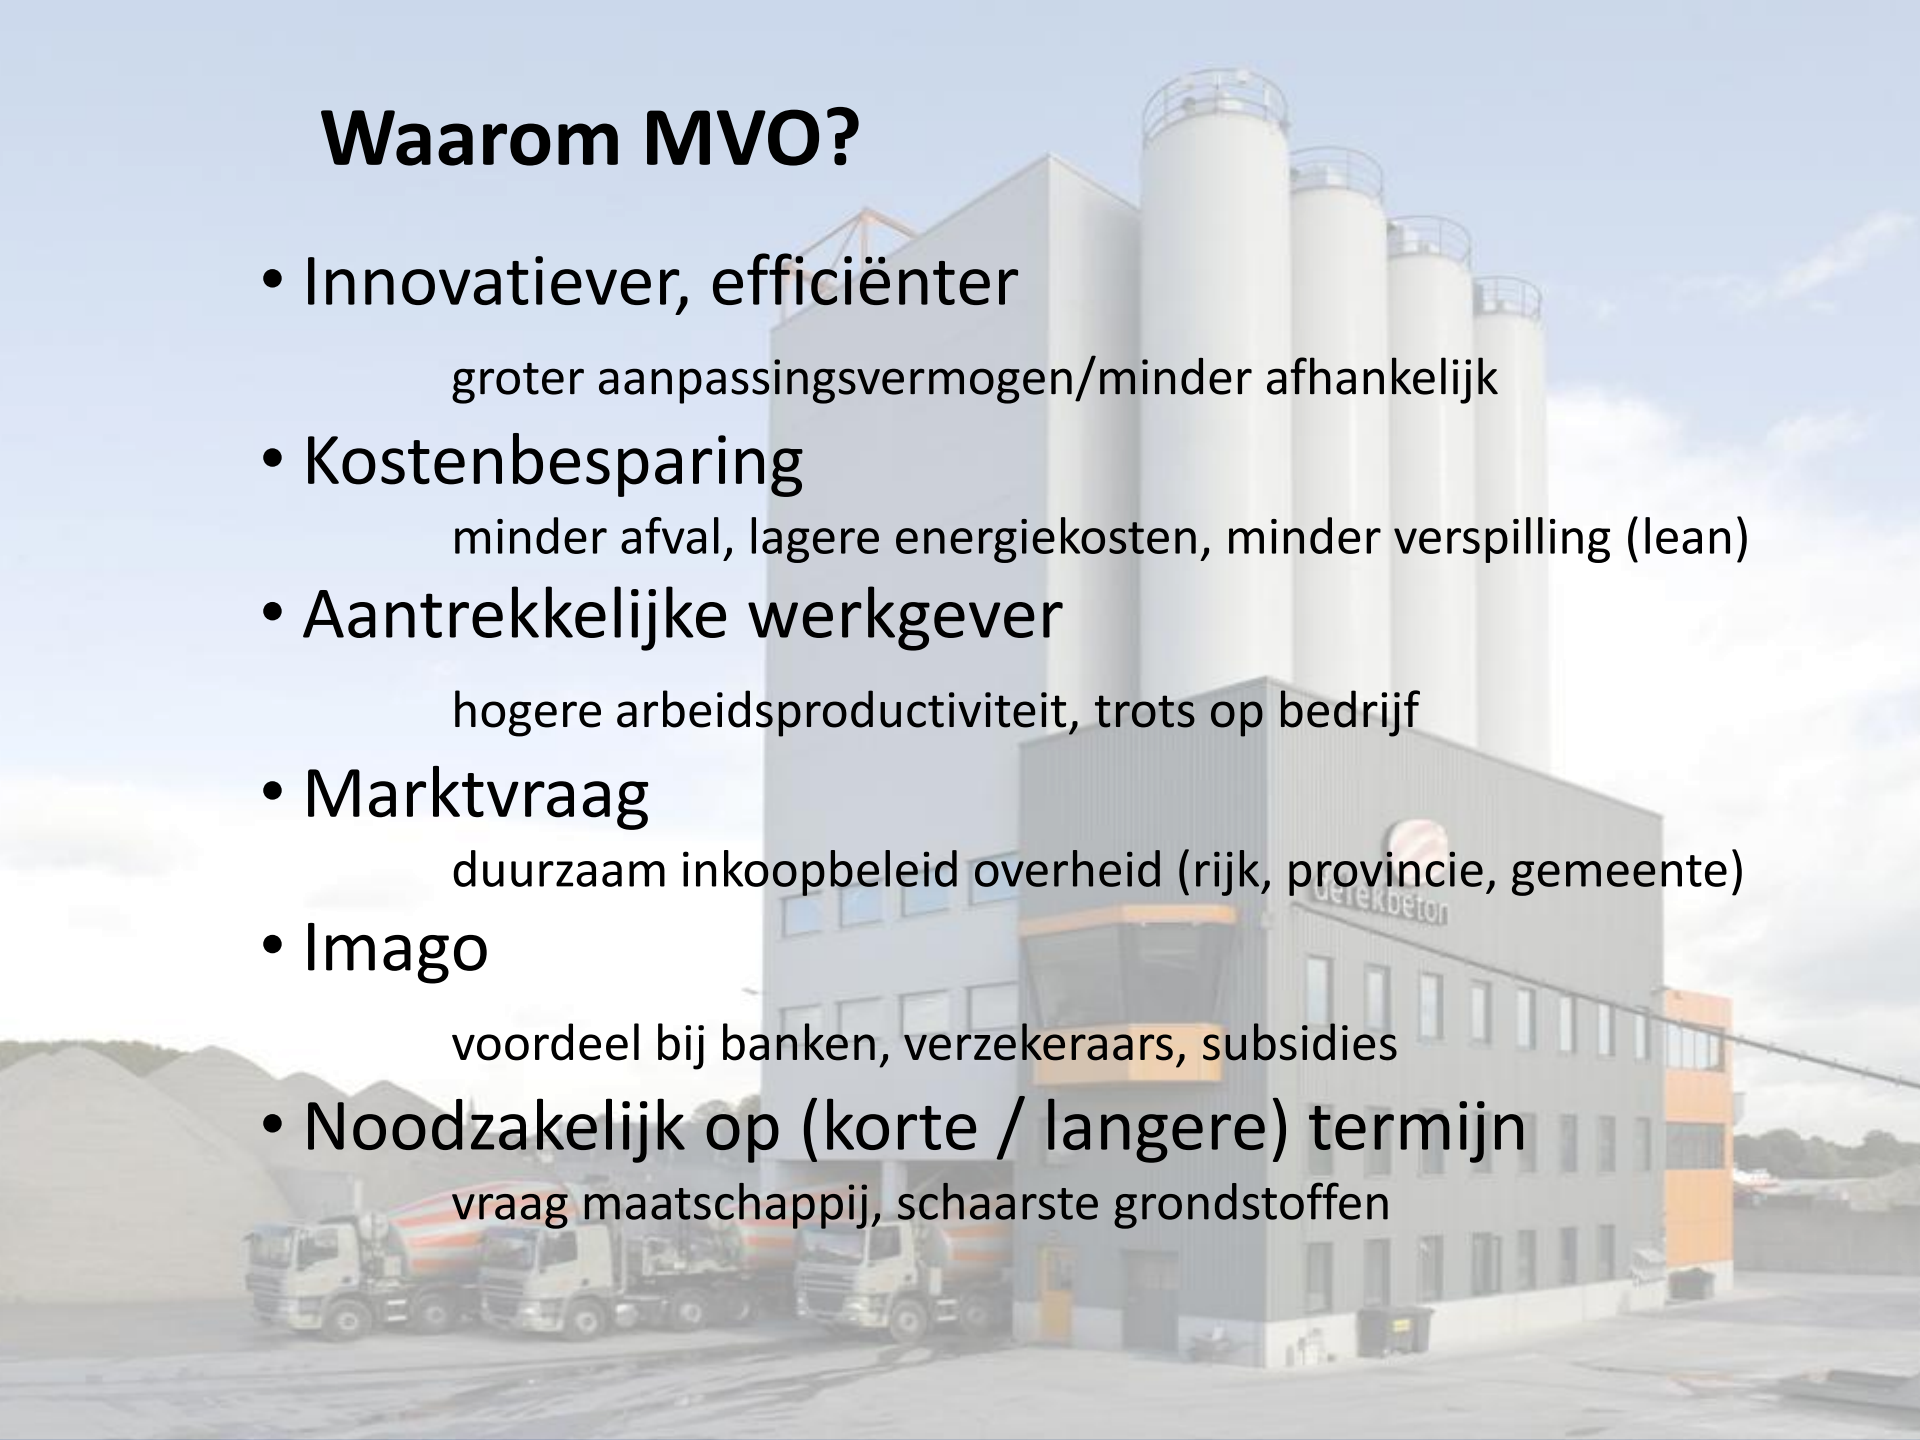 Waarom MVO?
• Innovatiever, efficiënter
groter aanpassingsvermogen/minder afhankelijk
• Kostenbesparing
minder afval, lagere energiekosten, minder verspilling (lean)
• Aantrekkelijke werkgever
hogere arbeidsproductiviteit, trots op bedrijf
• Marktvraag
duurzaam inkoopbeleid overheid (rijk, provincie, gemeente)
• Imago
voordeel bij banken, verzekeraars, subsidies
• Noodzakelijk op (korte / langere) termijn
vraag maatschappij, schaarste grondstoffen